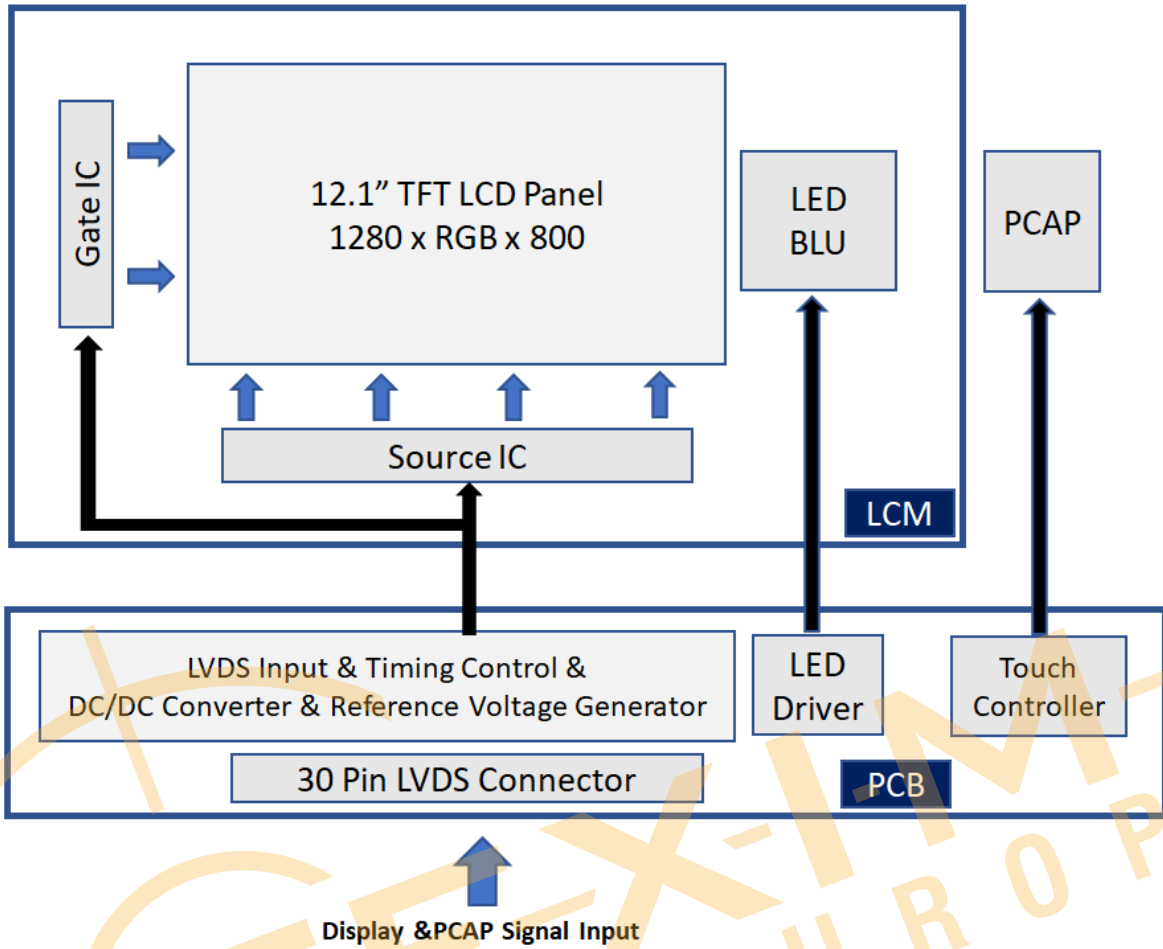 Gate IC
12.1” TFT LCD Panel
1280 x RGB x 800
LED
BLU
PCAP
Source IC
LCM
LVDS Input & Timing Control &
DC/DC Converter & Reference Voltage Generator
LED
Driver
Touch
Controller
30 Pin LVDS Connector
PCB
Display &PCAP Signal Input